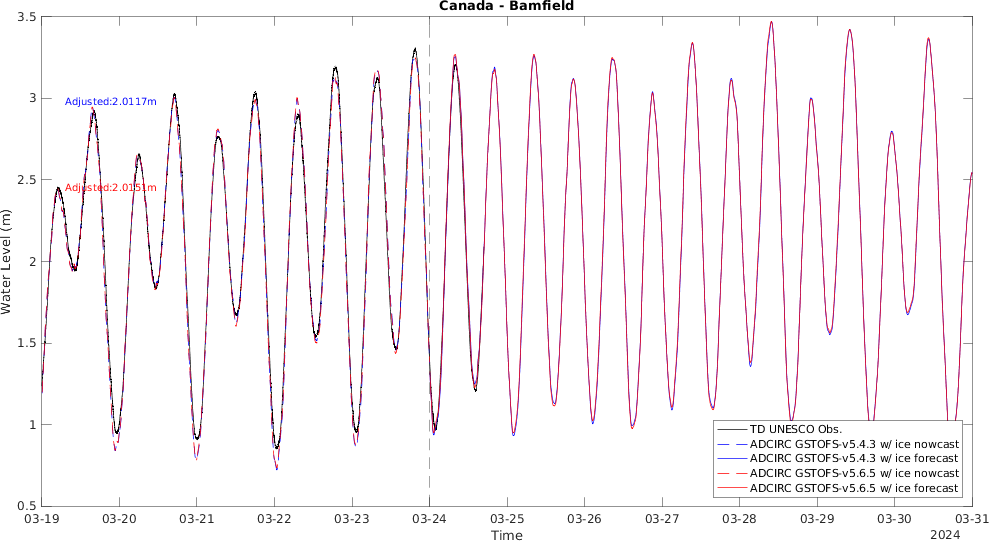 Canada - Bamfield
3.5
3
2.5
2
1.5
1
0.5
Water Level (m)
Adjusted:2.0117m
Adjusted:2.0151m
TD UNESCO Obs.
ADCIRC GSTOFS-v5.4.3 w/ ice nowcast
ADCIRC GSTOFS-v5.4.3 w/ ice forecast
ADCIRC GSTOFS-v5.6.5 w/ ice nowcast
ADCIRC GSTOFS-v5.6.5 w/ ice forecast
03-19 03-20 03-21 03-22 03-23 03-24 03-25 03-26 03-27 03-28 03-29 03-30 03-31
Time
2024